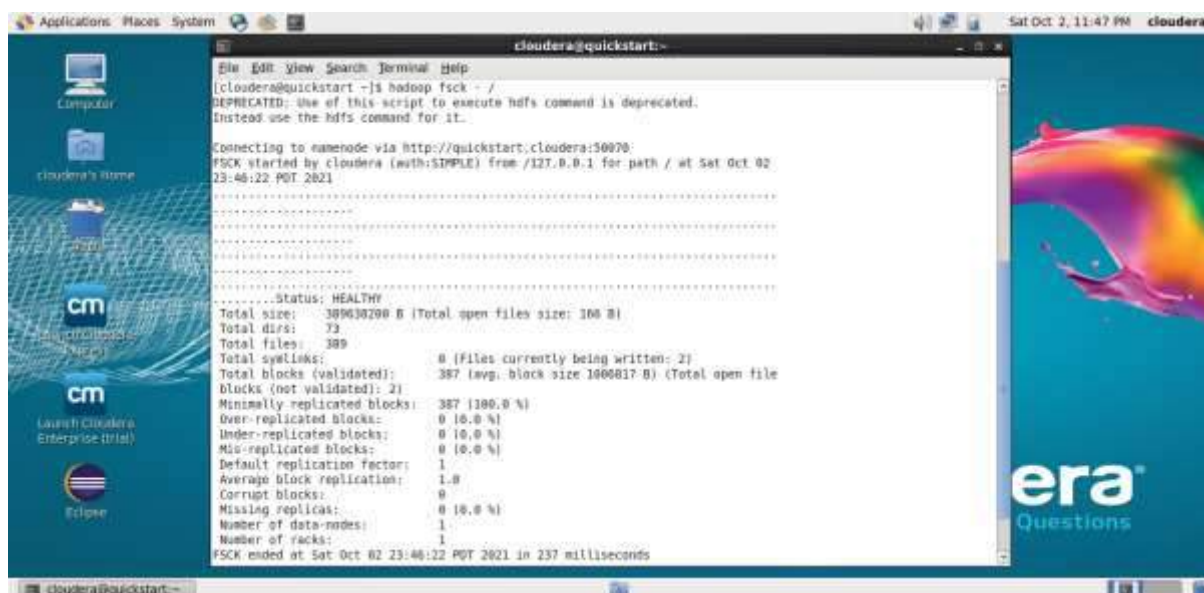 Applications Places System
Sat Oct 2, 11:47 PM cloudera
cloudera@quickstart:~
File Edit View Search Terminal Help
[cloudera@quickstart ~]$ hadoop fsck - /
DEPRECATED: Use of this script to execute hdfs command is deprecated.
Instead use the hdfs command for it.
Connecting to namenode via http://quickstart.cloudera:50070
FSCK started by cloudera (auth:SIMPLE) from /127.0.0.1 for path / at Sat Oct 02
23:46:22 PDT 2021
................................................................................
....................
................................................................................
....................
................................................................................
....................
................................................................................
.........Status: HEALTHY
Total size: 389638200 B (Total open files size: 166 B)
Total dirs: 73
Total files: 389
Total symlinks: 0 (Files currently being written: 2)
Total blocks (validated): 387 (avg. block size 1006817 B) (Total open file
blocks (not validated): 2)
Minimally replicated blocks: 387 (100.0 %)
Over-replicated blocks: 0 (0.0 %)
Under-replicated blocks: 0 (0.0 %)
Mis-replicated blocks: 0 (0.0 %)
Default replication factor: 1
Average block replication: 1.0
Corrupt blocks: 0
Missing replicas: 0 (0.0 %)
Number of data-nodes: 1
Number of racks: 1
FSCK ended at Sat Oct 02 23:46:22 PDT 2021 in 237 milliseconds
Computer
cloudera's Home
cm
cm
Launch Cloudera
Enterprise (trial)
Eclipse
era
Questions
cloudera@quickstart:~